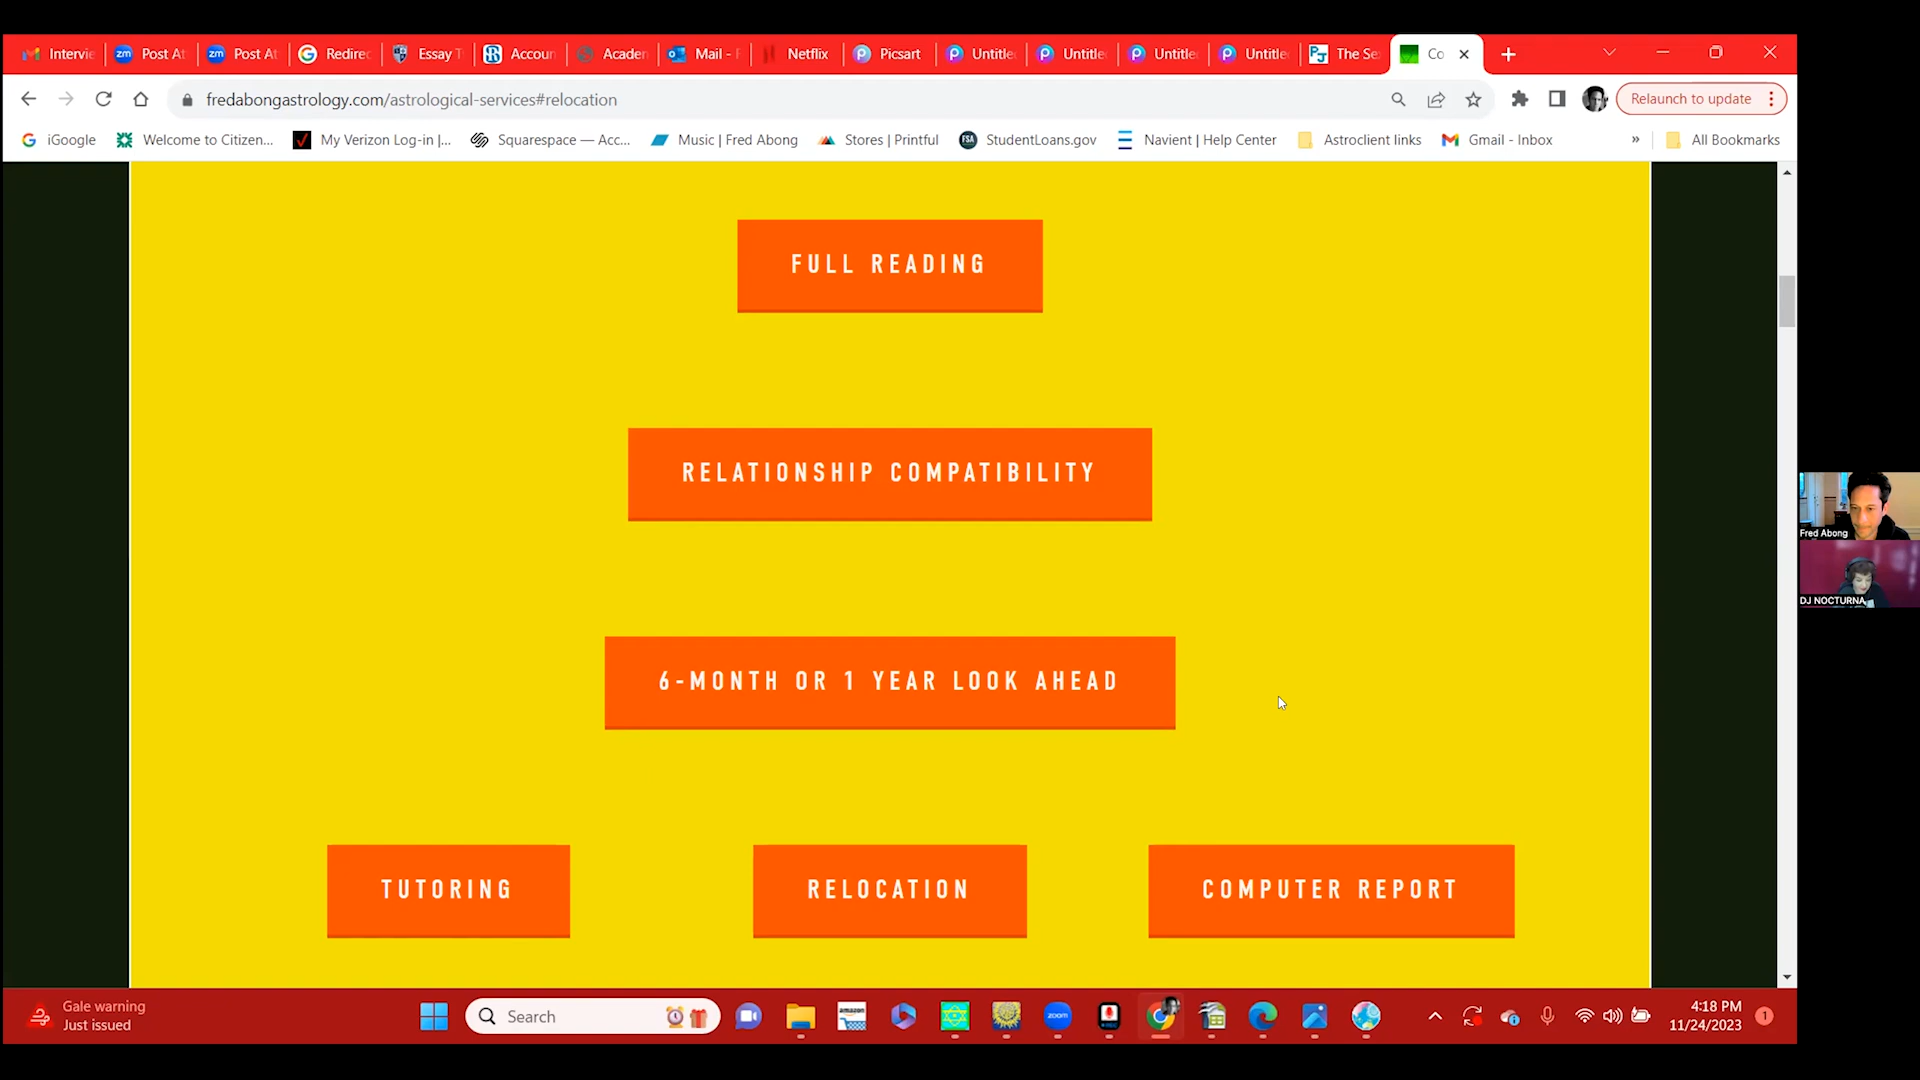 Intervie
Post At
Post At
Redirec
Essay T
Accoun
Academ
Mail - F
Netflix
Picsart
Untitle
Untitle
Untitle
Untitle
The Se
Co
fredabongastrology.com/astrological-services#relocation
Relaunch to update
iGoogle
Welcome to Citizen...
My Verizon Log-in |...
Squarespace — Acc...
Music | Fred Abong
Stores | Printful
StudentLoans.gov
Navient | Help Center
Astroclient links
Gmail - Inbox
»
All Bookmarks
FULL READING
RELATIONSHIP COMPATIBILITY
6-MONTH OR 1 YEAR LOOK AHEAD
TUTORING
RELOCATION
COMPUTER REPORT
Fred Abong
DJ NOCTURNA
Gale warning
Just issued
Search
amazon
zoom
4:18 PM
11/24/2023
1